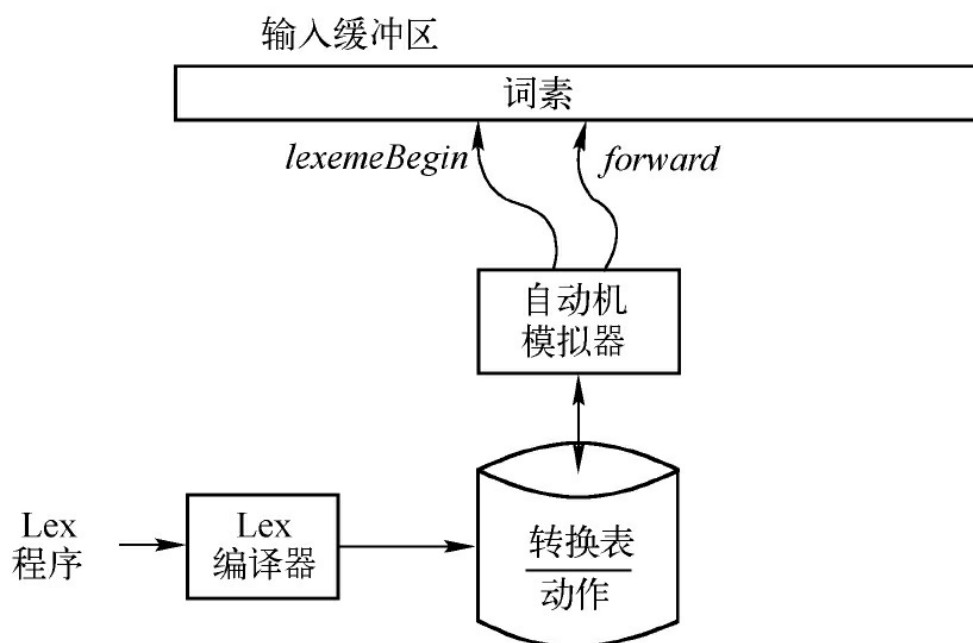 输入缓冲区
词素
lexemeBegin
forward
自动机
模拟器
Lex
程序
Lex
编译器
转换表
动作